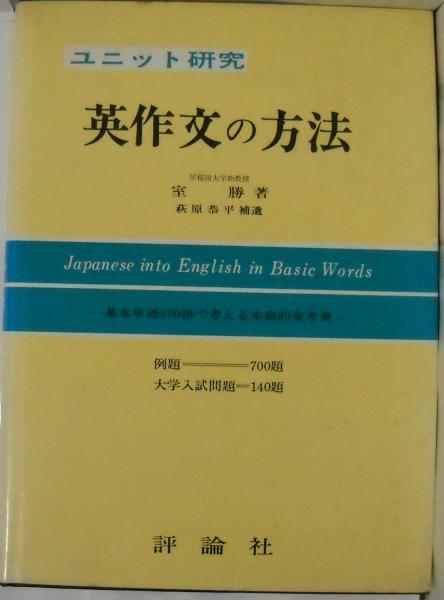 ユニット研究
英作文の方法
早稲田大学助教授
室 勝著
萩原恭平補遺
Japanese into English in Basic Words
―基本単語850語で考える本格的参考書―
例題═══700題
大学入試問題═140題
評論社